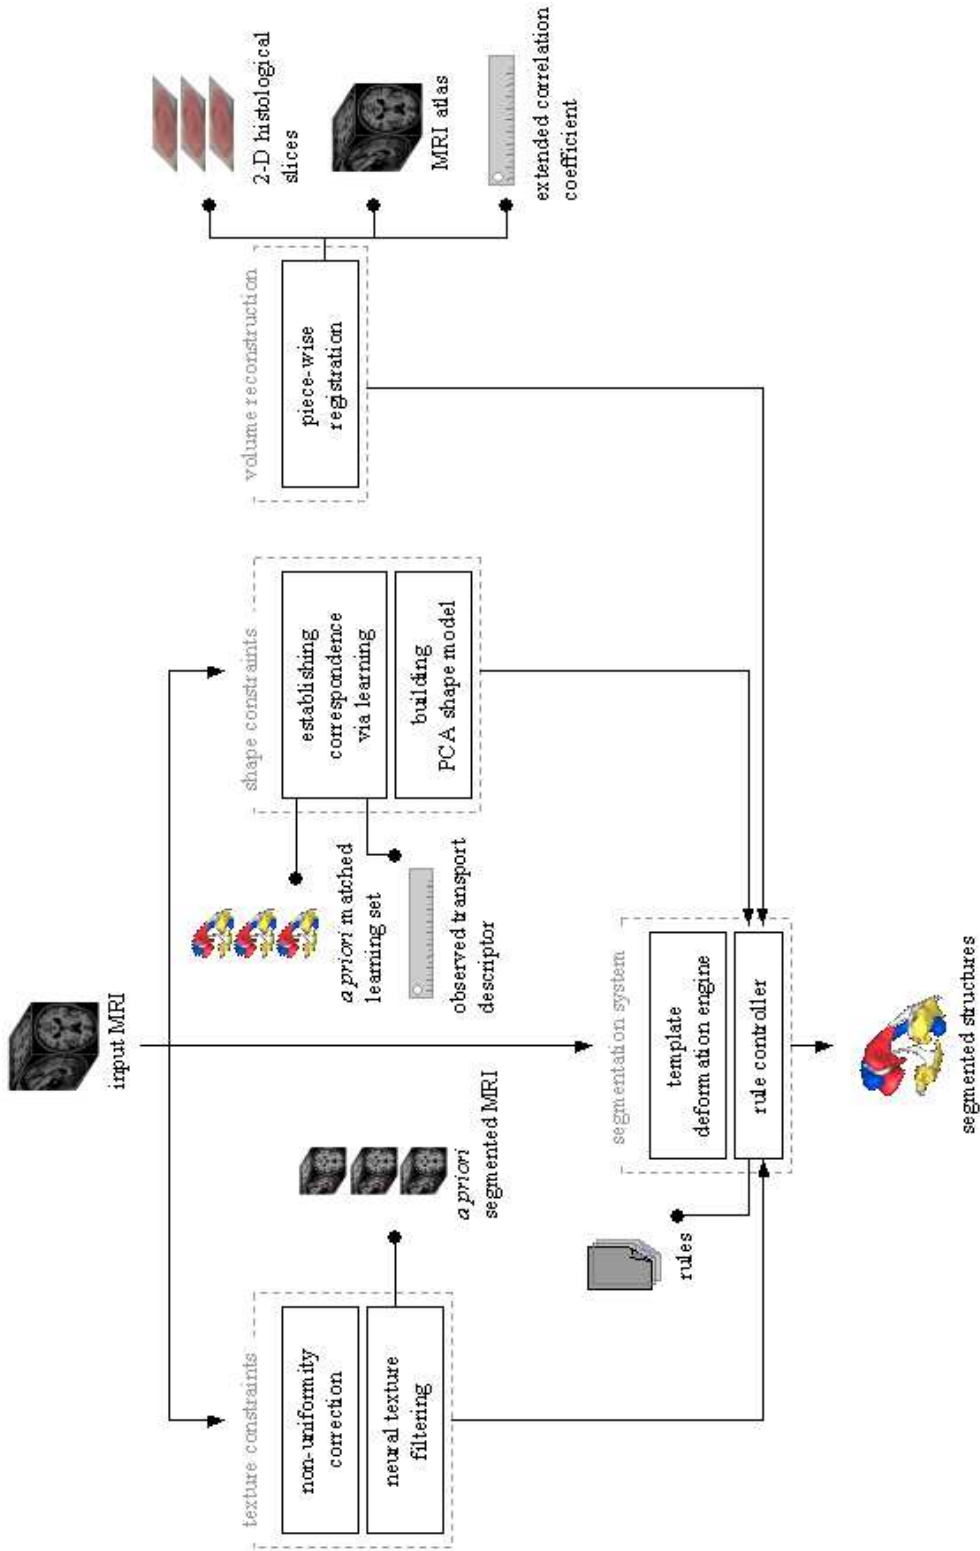 input MRI
texture constraints
non-uniformity
correction
neural texture
filtering
a priori
segmented MRI
shape constraints
establishing
correspondence
via learning
building
PCA shape model
a priori matched
learning set
observed transport
descriptor
volume reconstruction
piece-wise
registration
2-D histological
slices
MRI atlas
extended correlation
coefficient
segmentation system
template
deformation engine
rule controller
rules
segmented structures